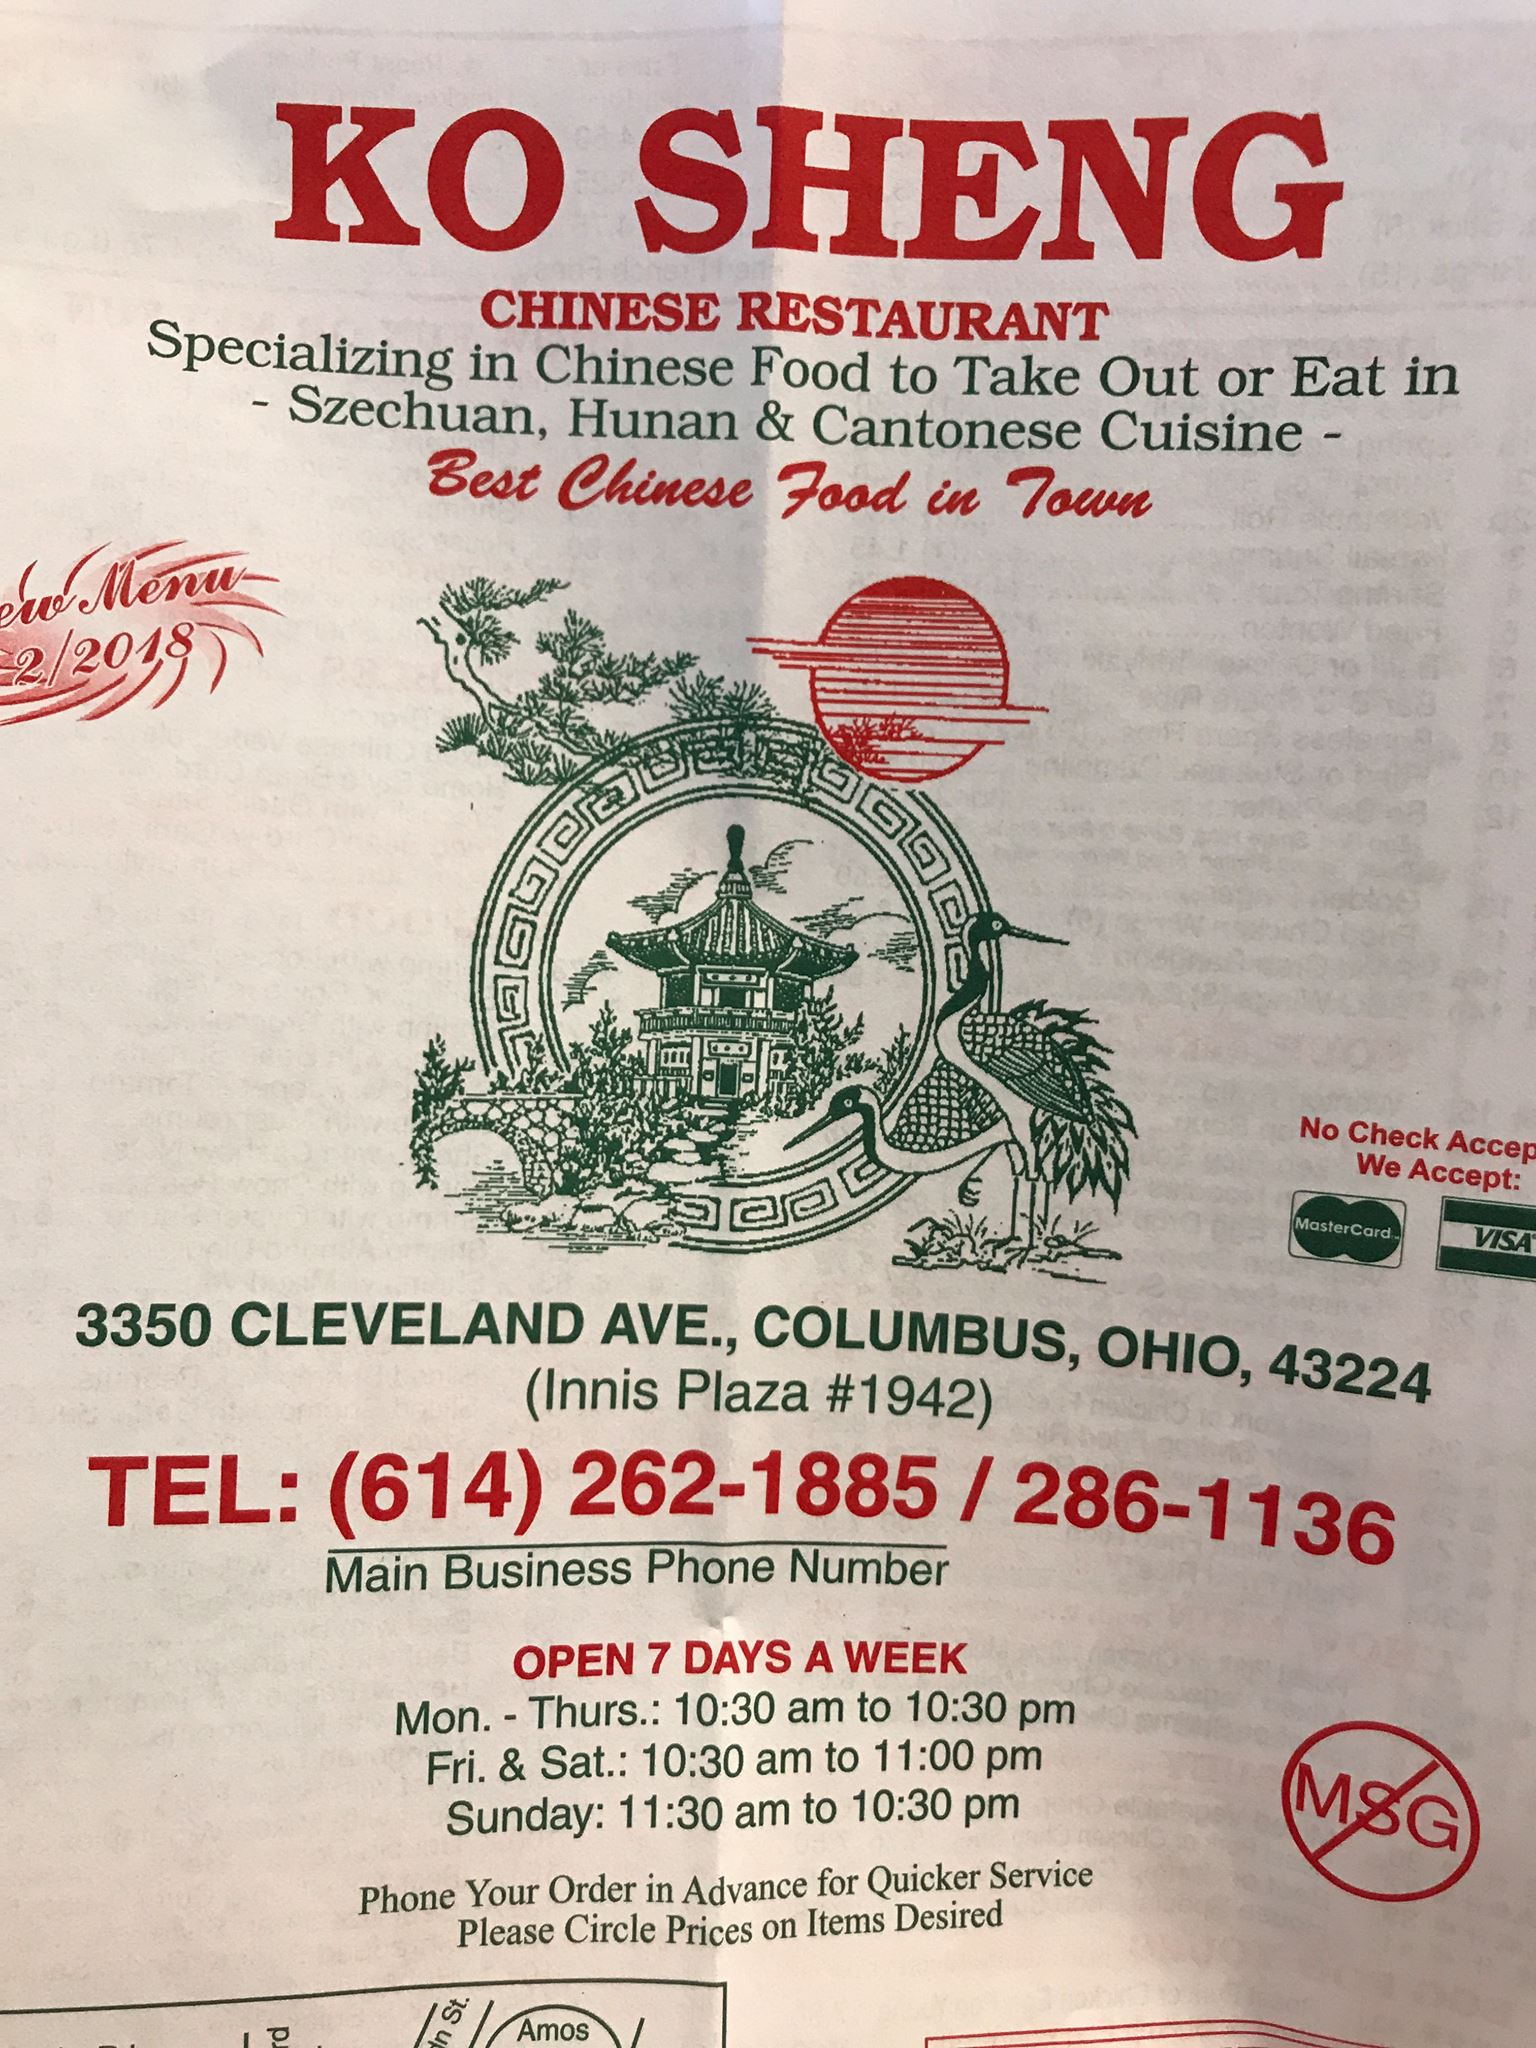 KO SHENG
CHINESE RESTAURANT
Specializing in Chinese Food to Take Out or Eat in
- Szechuan, Hunan & Cantonese Cuisine -
Best Chinese Food in Town
ew Menu
2/2018
No Check Accep
We Accept:
MasterCard
VISA
3350 CLEVELAND AVE., COLUMBUS, OHIO, 43224
(Innis Plaza #1942)
TEL: (614) 262-1885 / 286-1136
Main Business Phone Number
OPEN 7 DAYS A WEEK
Mon. - Thurs.: 10:30 am to 10:30 pm
Fri. & Sat.: 10:30 am to 11:00 pm
Sunday: 11:30 am to 10:30 pm
MSG
Phone Your Order in Advance for Quicker Service
Please Circle Prices on Items Desired
St.
Amos